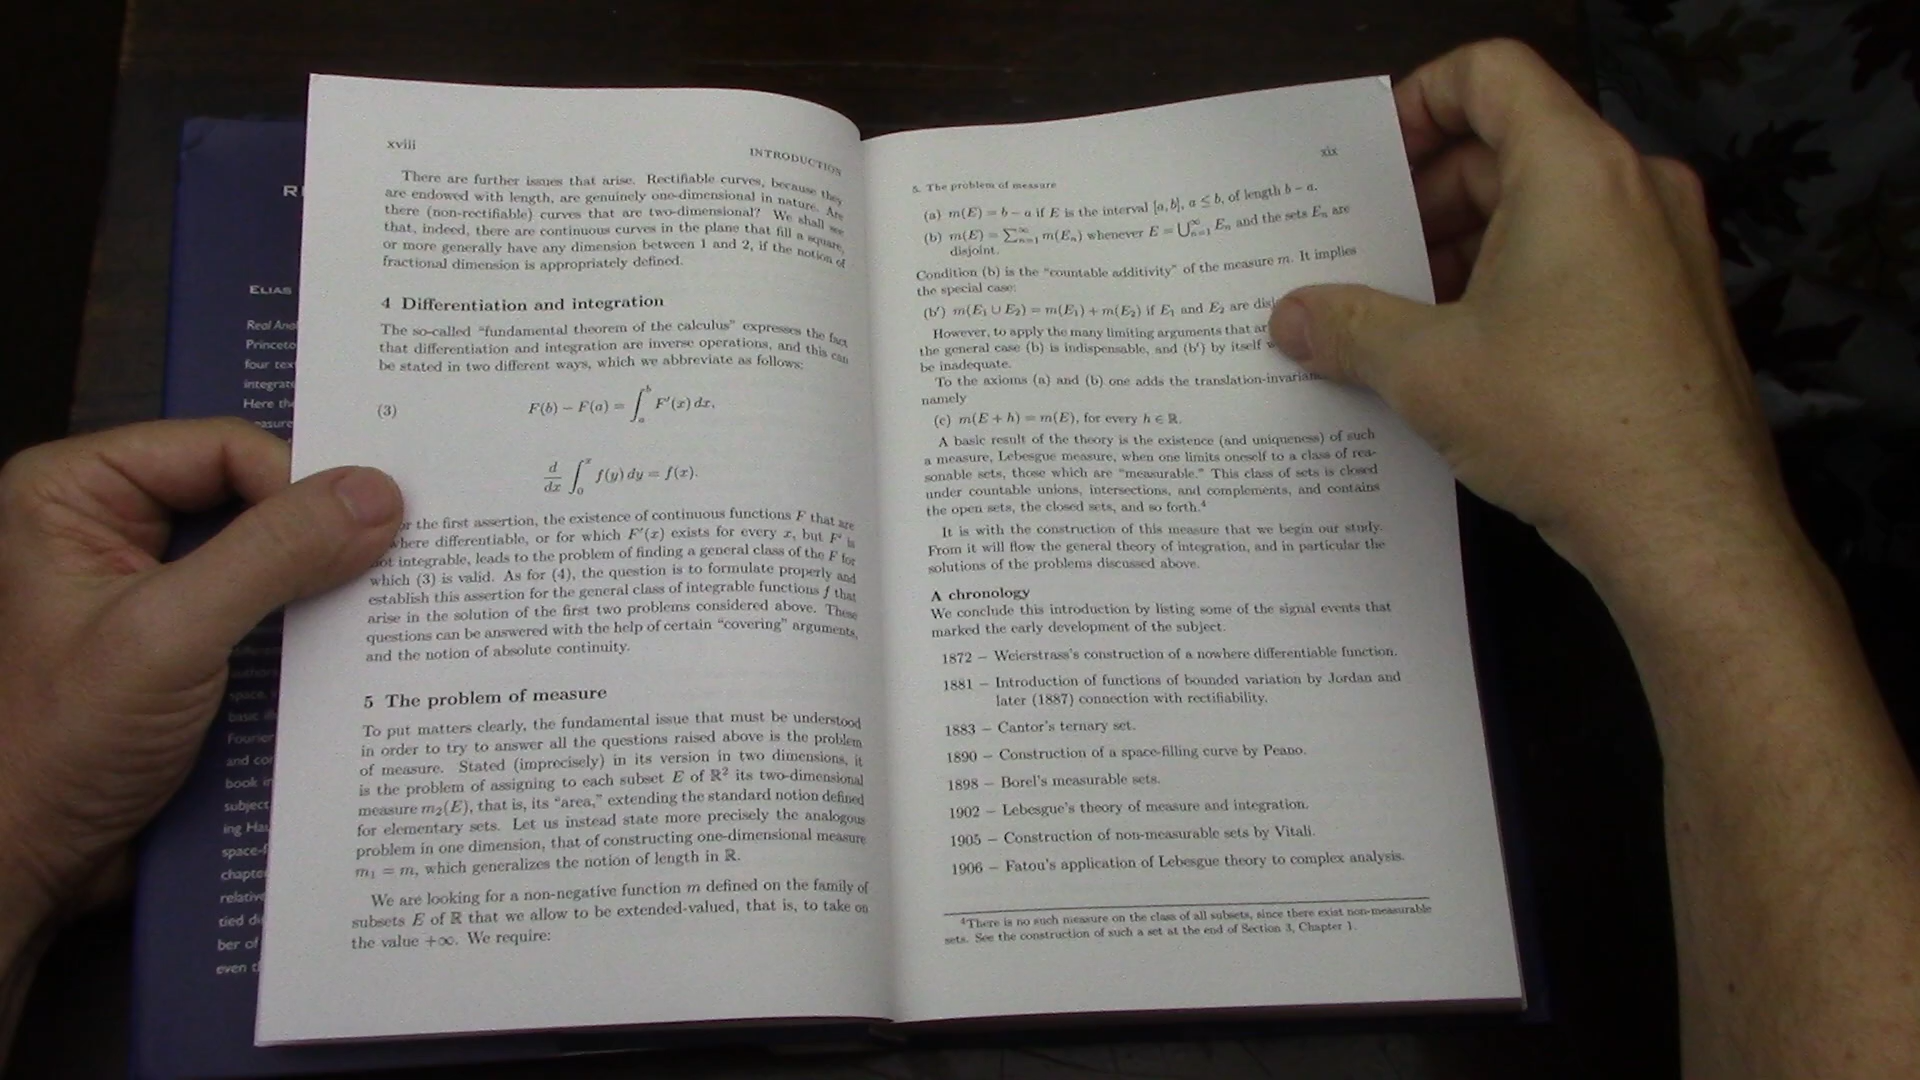 xviii
INTRODUCTION
There are further issues that arise. Rectifiable curves, because they
are endowed with length, are genuinely one-dimensional in nature. Are
there (non-rectifiable) curves that are two-dimensional? We shall see
that, indeed, there are continuous curves in the plane that fill a square,
or more generally have any dimension between 1 and 2, if the notion of
fractional dimension is appropriately defined.
4 Differentiation and integration
The so-called “fundamental theorem of the calculus” expresses the fact
that differentiation and integration are inverse operations, and this can
be stated in two different ways, which we abbreviate as follows:
(3) F(b) − F(a) = ∫_a^b F′(x) dx,
d/dx ∫_0^x f(y) dy = f(x).
or the first assertion, the existence of continuous functions F that are
where differentiable, or for which F′(x) exists for every x, but F′ is
not integrable, leads to the problem of finding a general class of the F for
which (3) is valid. As for (4), the question is to formulate properly and
establish this assertion for the general class of integrable functions f that
arise in the solution of the first two problems considered above. These
questions can be answered with the help of certain “covering” arguments,
and the notion of absolute continuity.
5 The problem of measure
To put matters clearly, the fundamental issue that must be understood
in order to try to answer all the questions raised above is the problem
of measure. Stated (imprecisely) in its version in two dimensions, it
is the problem of assigning to each subset E of ℝ² its two-dimensional
measure m₂(E), that is, its “area,” extending the standard notion defined
for elementary sets. Let us instead state more precisely the analogous
problem in one dimension, that of constructing one-dimensional measure
m₁ = m, which generalizes the notion of length in ℝ.
We are looking for a non-negative function m defined on the family of
subsets E of ℝ that we allow to be extended-valued, that is, to take on
the value +∞. We require:
5. The problem of measure
xix
(a) m(E) = b − a if E is the interval [a, b], a ≤ b, of length b − a.
(b) m(E) = ∑_{n=1}^∞ m(Eₙ) whenever E = ⋃_{n=1}^∞ Eₙ and the sets Eₙ are
disjoint.
Condition (b) is the “countable additivity” of the measure m. It implies
the special case:
(b′) m(E₁ ∪ E₂) = m(E₁) + m(E₂) if E₁ and E₂ are
However, to apply the many limiting arguments that
the general case (b) is indispensable, and (b′) by itself
be inadequate.
To the axioms (a) and (b) one adds the
namely
(c) m(E + h) = m(E), for every h ∈ ℝ.
A basic result of the theory is the existence (and uniqueness) of such
a measure, Lebesgue measure, when one limits oneself to a class of rea-
sonable sets, those which are “measurable.” This class of sets is closed
under countable unions, intersections, and complements, and contains
the open sets, the closed sets, and so forth.⁴
It is with the construction of this measure that we begin our study.
From it will flow the general theory of integration, and in particular the
solutions of the problems discussed above.
A chronology
We conclude this introduction by listing some of the signal events that
marked the early development of the subject.
1872 – Weierstrass's construction of a nowhere differentiable function.
1881 – Introduction of functions of bounded variation by Jordan and
later (1887) connection with rectifiability.
1883 – Cantor's ternary set.
1890 – Construction of a space-filling curve by Peano.
1898 – Borel's measurable sets.
1902 – Lebesgue's theory of measure and integration.
1905 – Construction of non-measurable sets by Vitali.
1906 – Fatou's application of Lebesgue theory to complex analysis.
⁴There is no such measure on the class of all subsets, since there exist non-measurable
sets. See the construction of such a set at the end of Section 3, Chapter 1.
ELIAS
Real
four
Here
and
book in
subject
ber of
even